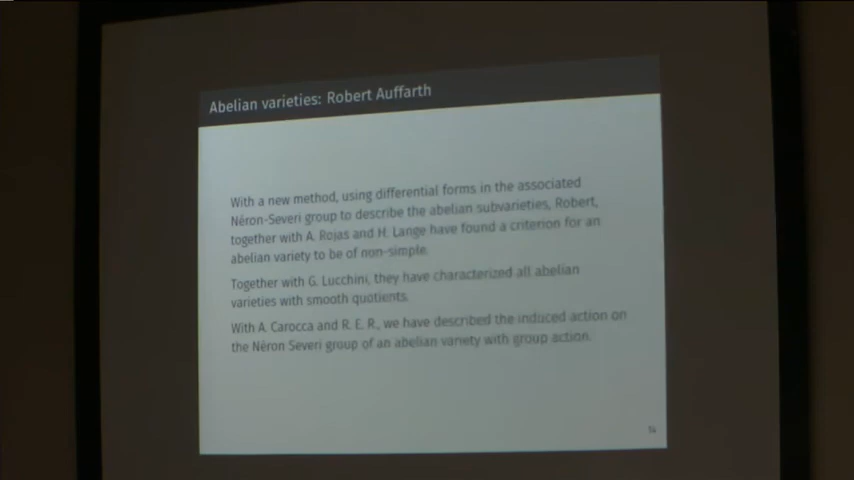 Abelian varieties: Robert Auffarth
With a new method, using differential forms in the associated
Néron-Severi group to describe the abelian subvarieties, Robert,
together with A. Rojas and H. Lange have found a criterion for an
abelian variety to be of non-simple.
Together with G. Lucchini, they have characterized all abelian
varieties with smooth quotients.
With A. Carocca and R. E. R., we have described the induced action on
the Néron Severi group of an abelian variety with group action.